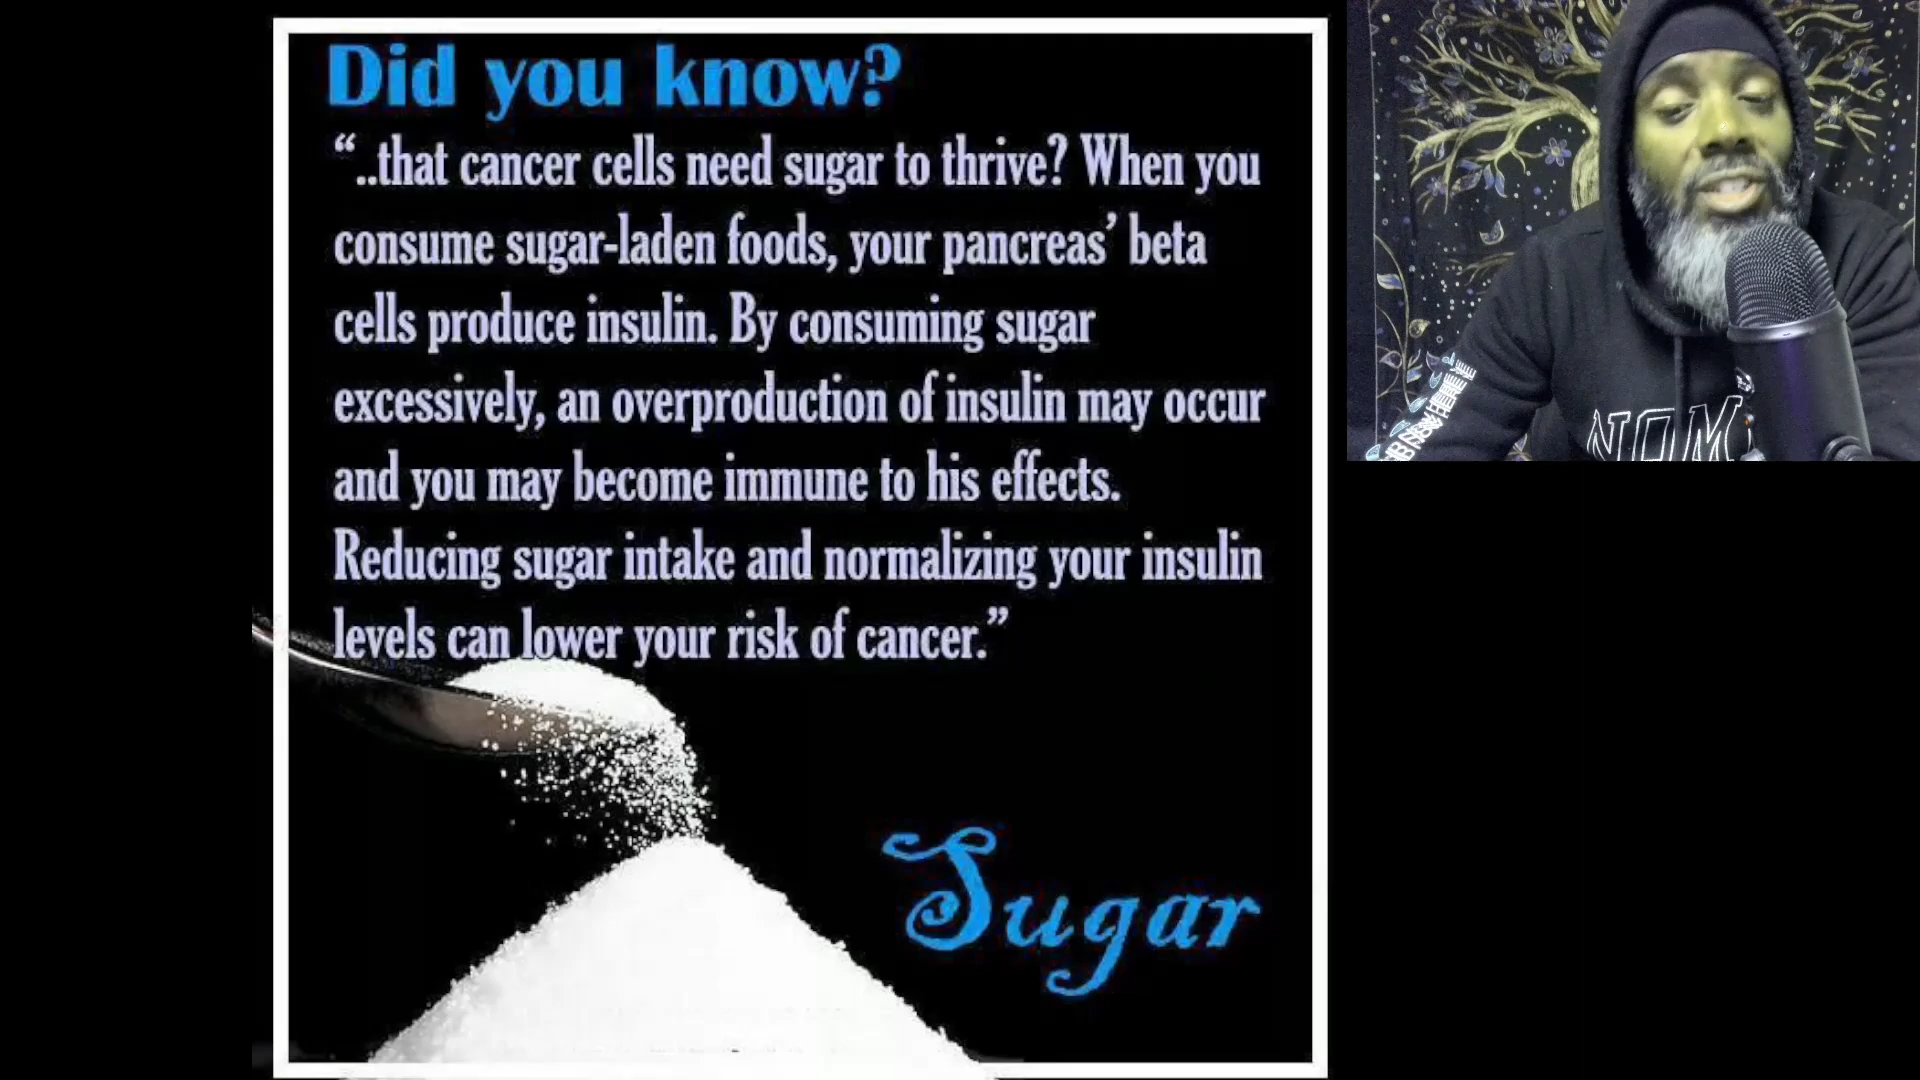 Did you know?
“..that cancer cells need sugar to thrive? When you
consume sugar-laden foods, your pancreas’ beta
cells produce insulin. By consuming sugar
excessively, an overproduction of insulin may occur
and you may become immune to his effects.
Reducing sugar intake and normalizing your insulin
levels can lower your risk of cancer.”
Sugar